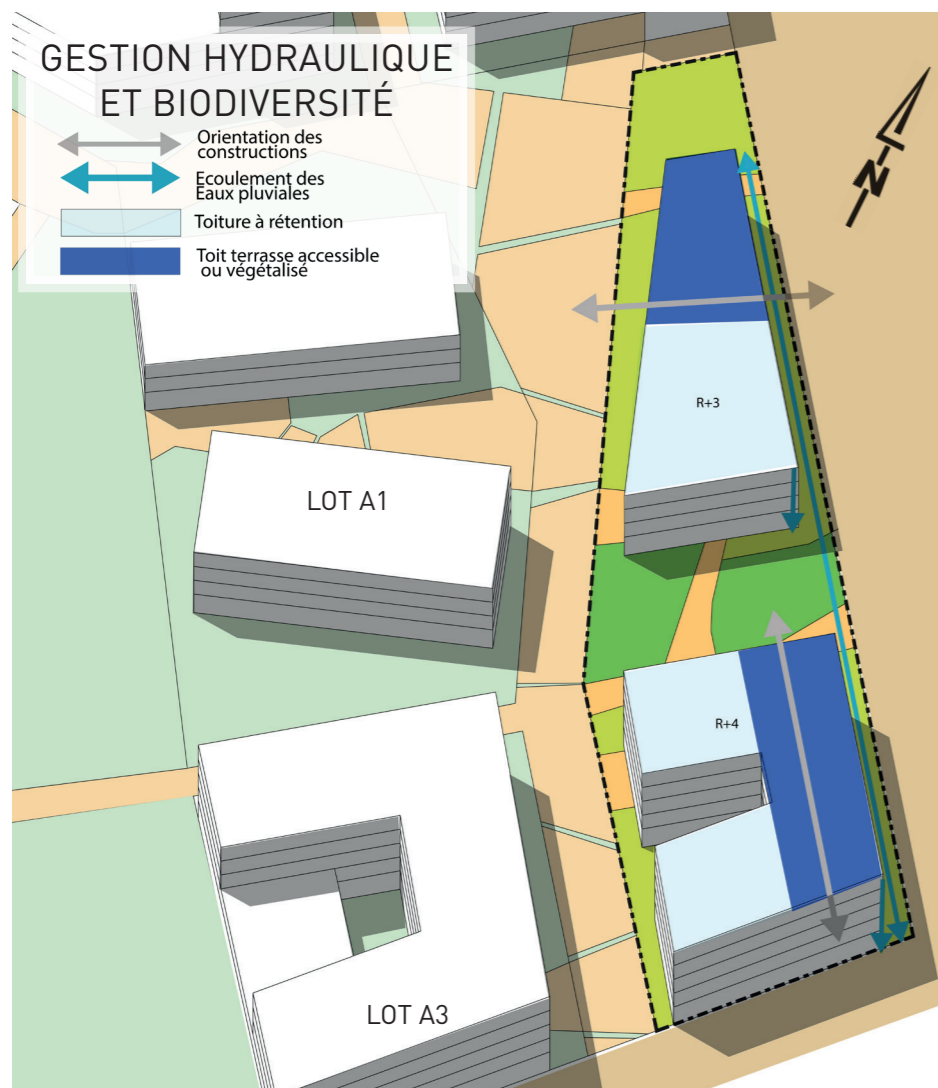 GESTION HYDRAULIQUE
ET BIODIVERSITÉ
Orientation des
constructions
Ecoulement des
Eaux pluviales
Toiture à rétention
Toit terrasse accessible
ou végétalisé
N
R+3
LOT A1
R+4
LOT A3